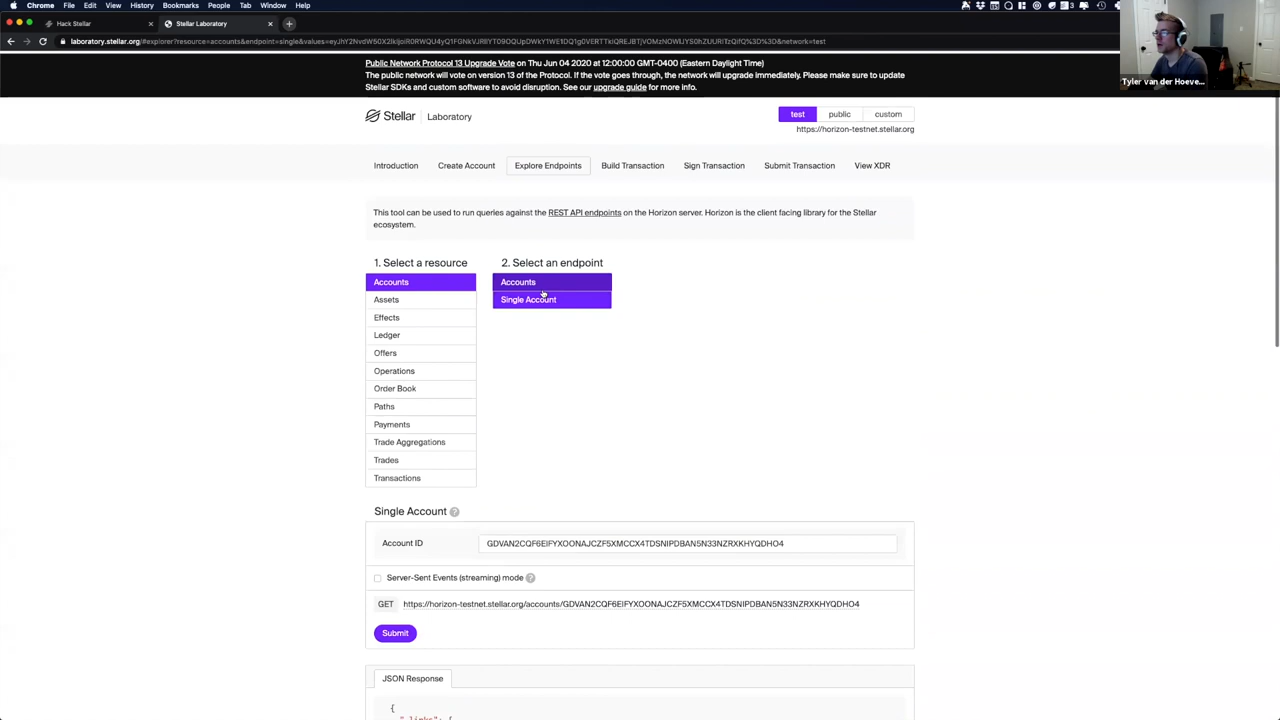 Chrome File Edit View History Bookmarks People Tab Window Help
Hack Stellar
Stellar Laboratory
Tyler van der Hoeve...
Public Network Protocol 13 Upgrade Vote on Thu Jun 04 2020 at 12:00:00 GMT-0400 (Eastern Daylight Time)
The public network will vote on version 13 of the Protocol. If the vote goes through, the network will upgrade immediately. Please make sure to update
Stellar SDKs and custom software to avoid disruption. See our upgrade guide for more info.
Stellar Laboratory
test public custom
https://horizon-testnet.stellar.org
Introduction Create Account Explore Endpoints Build Transaction Sign Transaction Submit Transaction View XDR
This tool can be used to run queries against the REST API endpoints on the Horizon server. Horizon is the client facing library for the Stellar
ecosystem.
1. Select a resource
Accounts
Assets
Effects
Ledger
Offers
Operations
Order Book
Paths
Payments
Trade Aggregations
Trades
Transactions
2. Select an endpoint
Accounts
Single Account
Single Account ?
Account ID GDVAN2CQF6EIFYXOONAJCZF5XMCCX4TDSNIPDBAN5N33NZRXKHYQDHO4
Server-Sent Events (streaming) mode ?
GET https://horizon-testnet.stellar.org/accounts/GDVAN2CQF6EIFYXOONAJCZF5XMCCX4TDSNIPDBAN5N33NZRXKHYQDHO4
Submit
JSON Response
{